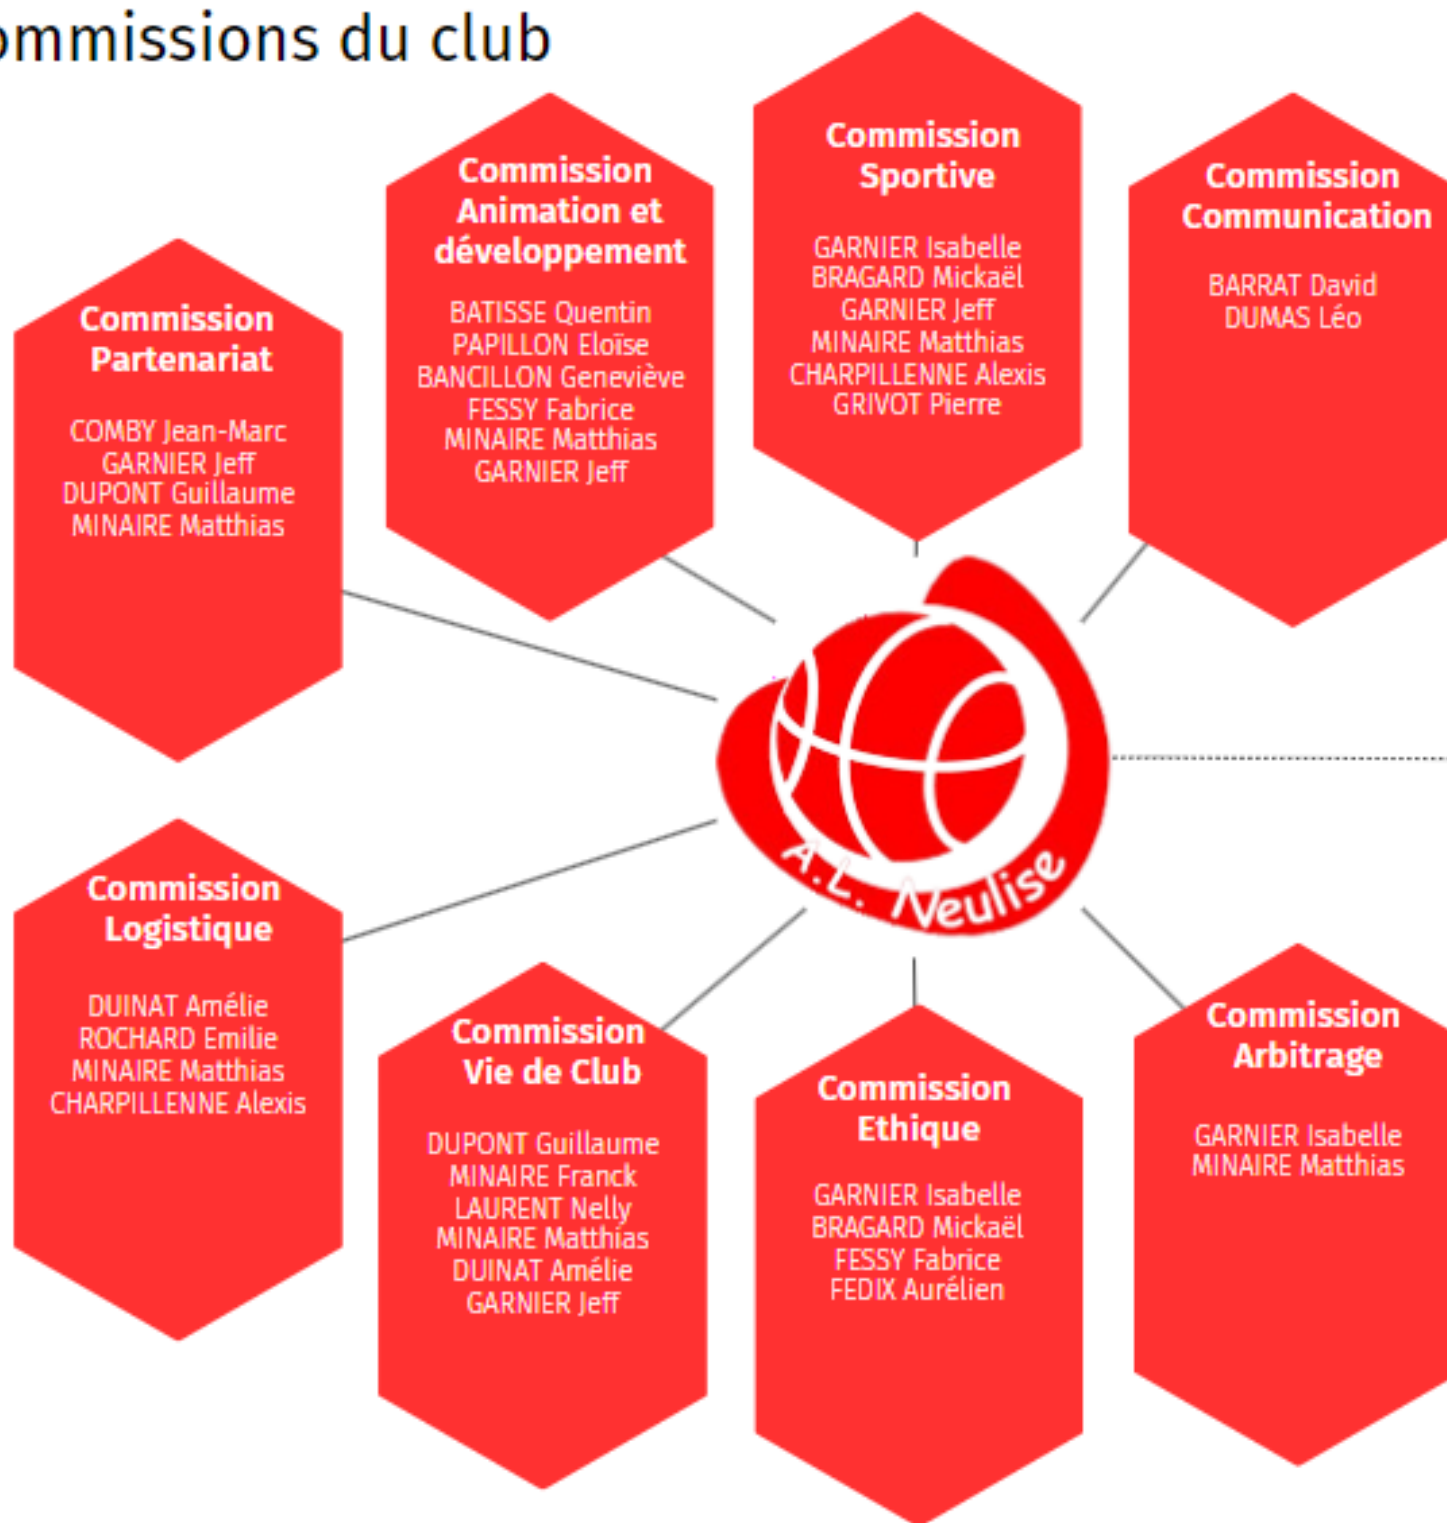 ommissions du club
Commission
Partenariat
COMBY Jean-Marc
GARNIER Jeff
DUPONT Guillaume
MINAIRE Matthias
Commission
Animation et
développement
BATISSE Quentin
PAPILLON Eloïse
BANCILLON Geneviève
FESSY Fabrice
MINAIRE Matthias
GARNIER Jeff
Commission
Sportive
GARNIER Isabelle
BRAGARD Mickaël
GARNIER Jeff
MINAIRE Matthias
CHARPILLENNE Alexis
GRIVOT Pierre
Commission
Communication
BARRAT David
DUMAS Léo
A.L. Neulise
Commission
Logistique
DUINAT Amélie
ROCHARD Emilie
MINAIRE Matthias
CHARPILLENNE Alexis
Commission
Vie de Club
DUPONT Guillaume
MINAIRE Franck
LAURENT Nelly
MINAIRE Matthias
DUINAT Amélie
GARNIER Jeff
Commission
Ethique
GARNIER Isabelle
BRAGARD Mickaël
FESSY Fabrice
FEDIX Aurélien
Commission
Arbitrage
GARNIER Isabelle
MINAIRE Matthias